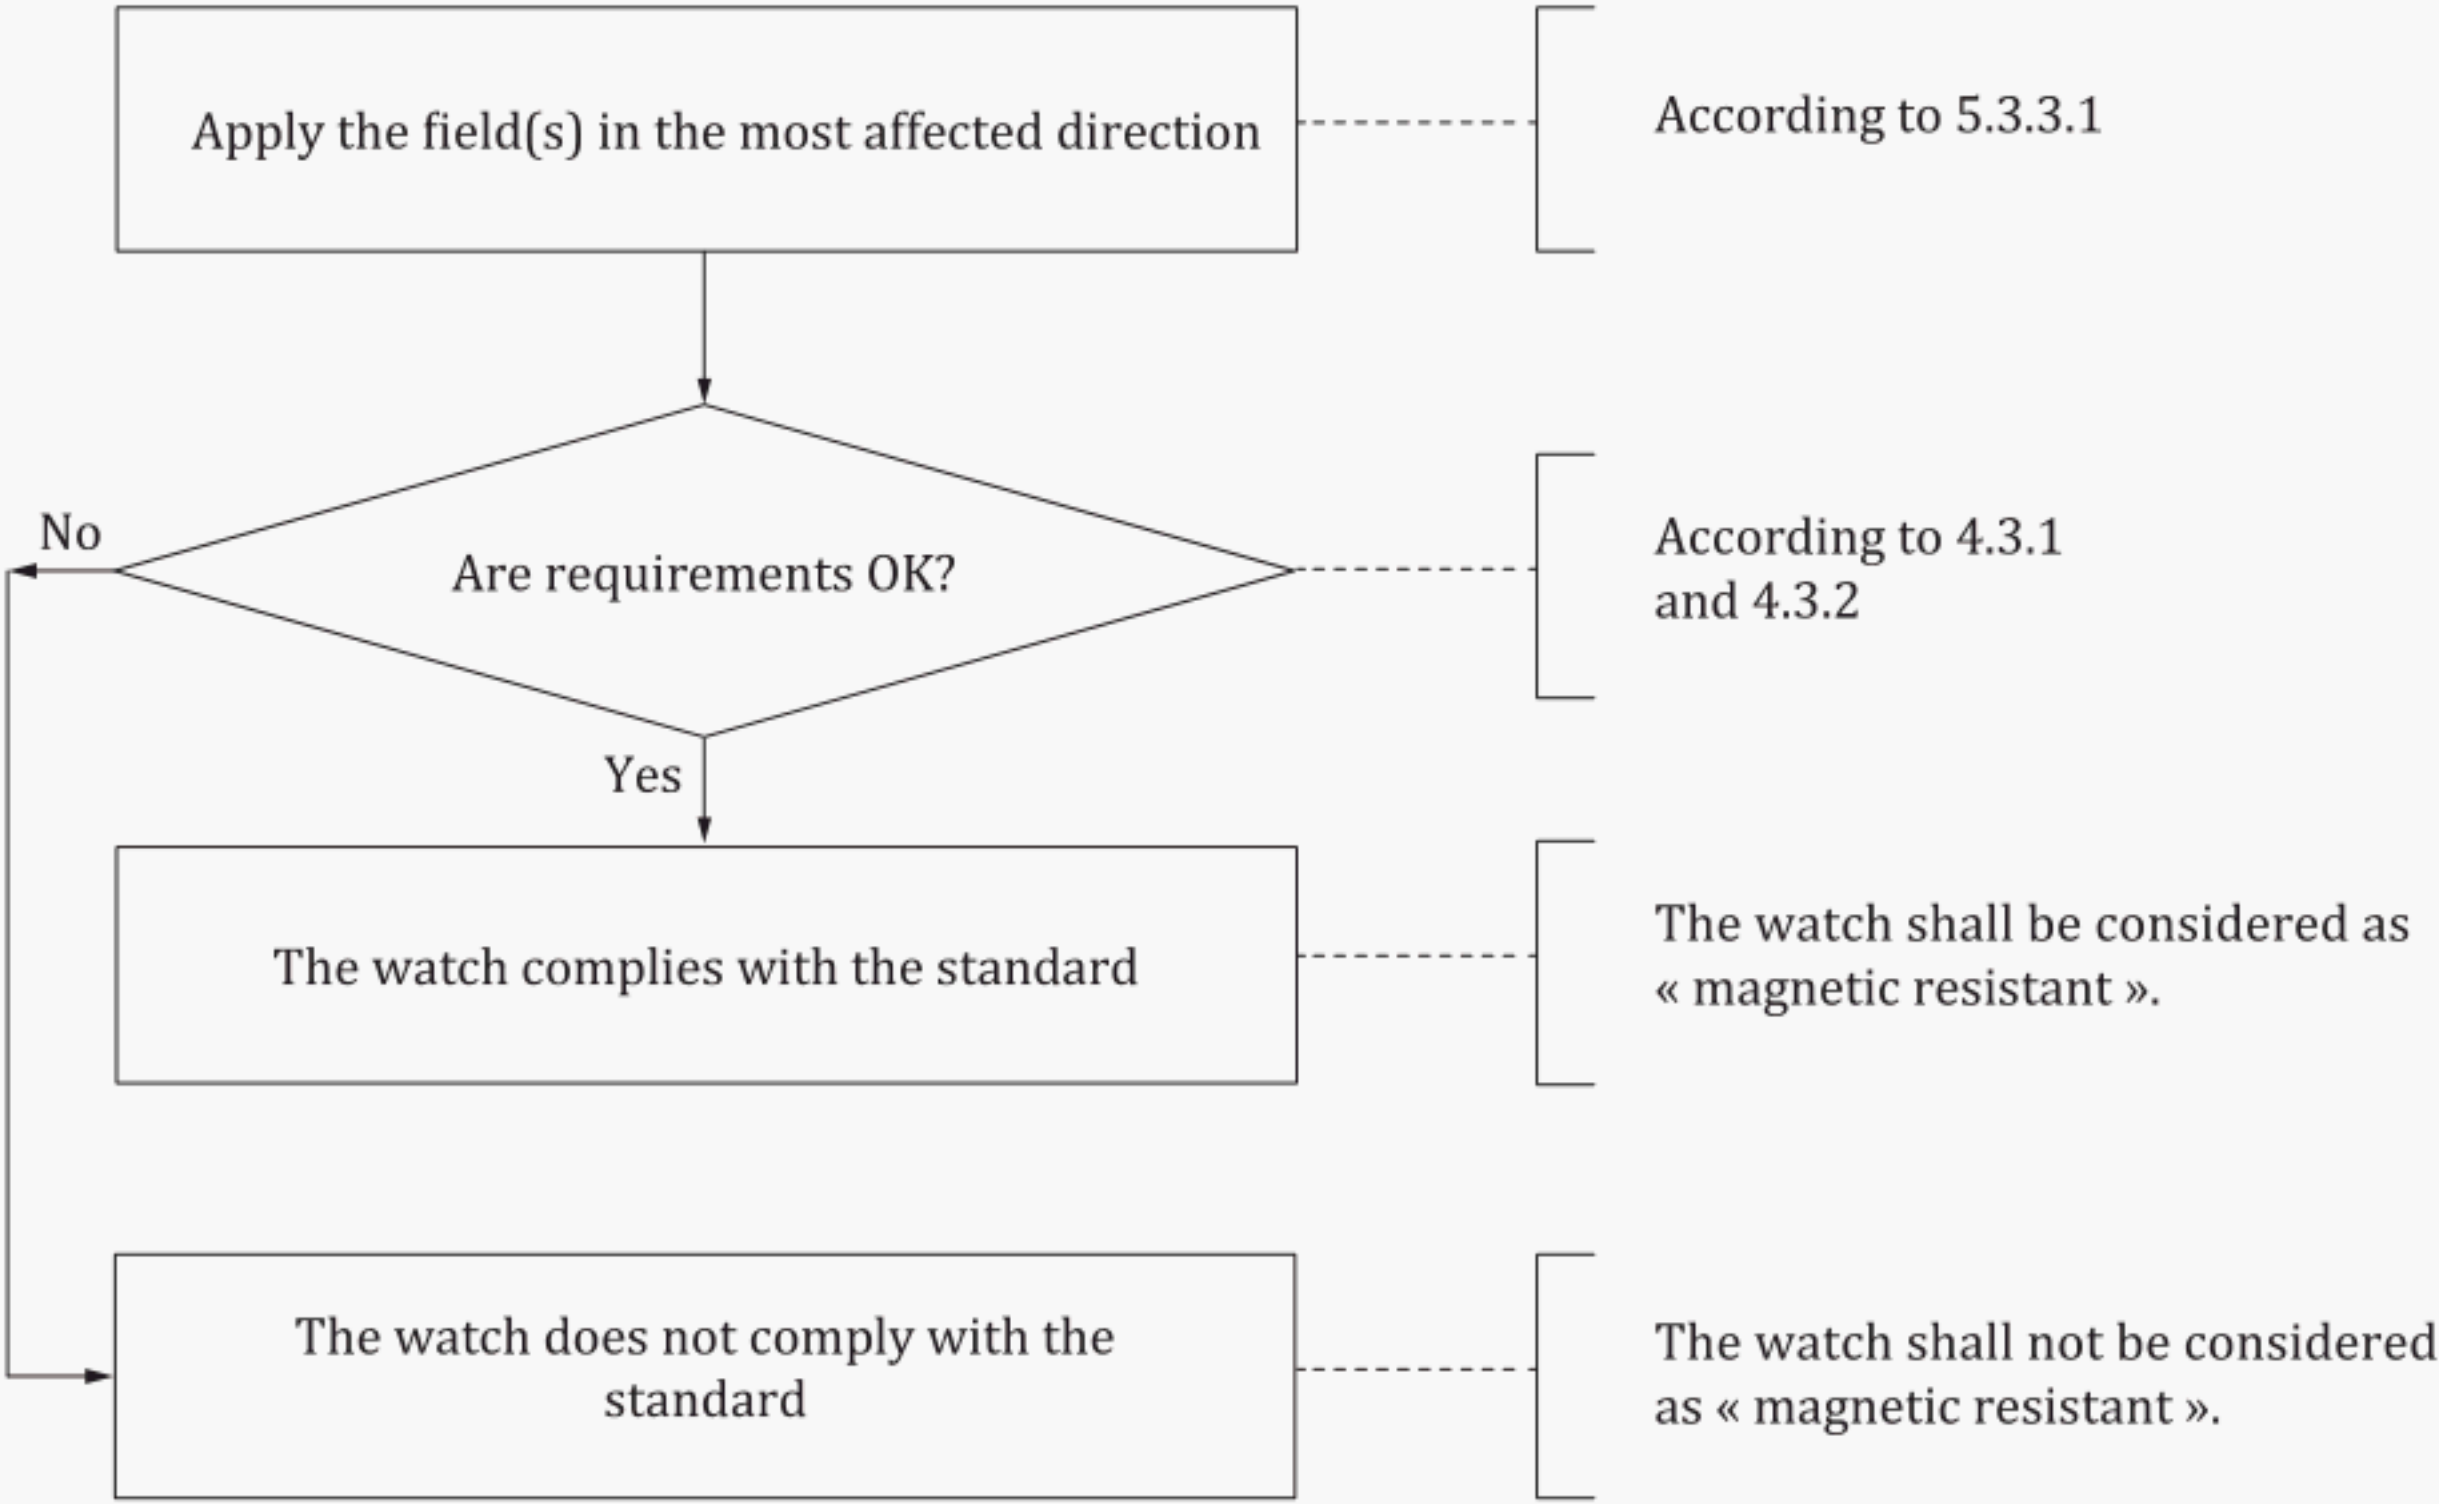 Apply the field(s) in the most affected direction
According to 5.3.3.1
No
Are requirements OK?
According to 4.3.1
and 4.3.2
Yes
The watch complies with the standard
The watch shall be considered as
« magnetic resistant ».
The watch does not comply with the
standard
The watch shall not be considered
as « magnetic resistant ».